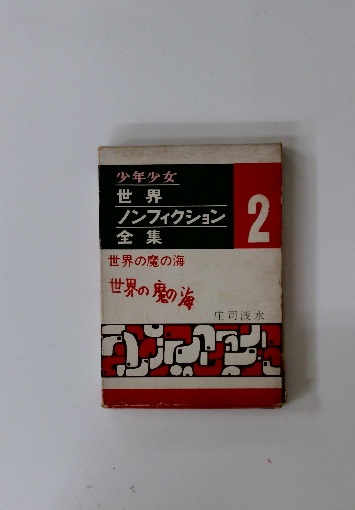 少年少女
世界
ノンフィクション
全集
2
世界の魔の海
世界の魔の海
庄司浅水